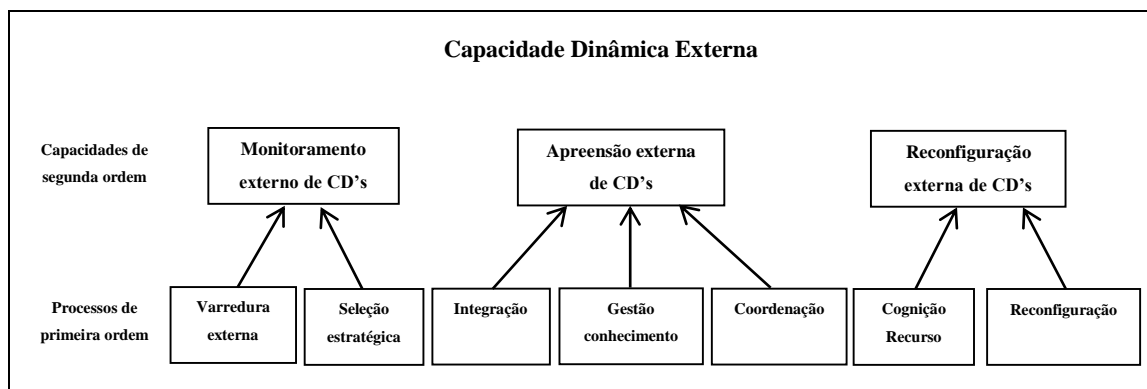 Capacidade Dinâmica Externa
Capacidades de
segunda ordem
Monitoramento
externo de CD’s
Apreensão externa
de CD’s
Reconfiguração
externa de CD’s
Processos de
primeira ordem
Varredura
externa
Seleção
estratégica
Integração
Gestão
conhecimento
Coordenação
Cognição
Recurso
Reconfiguração